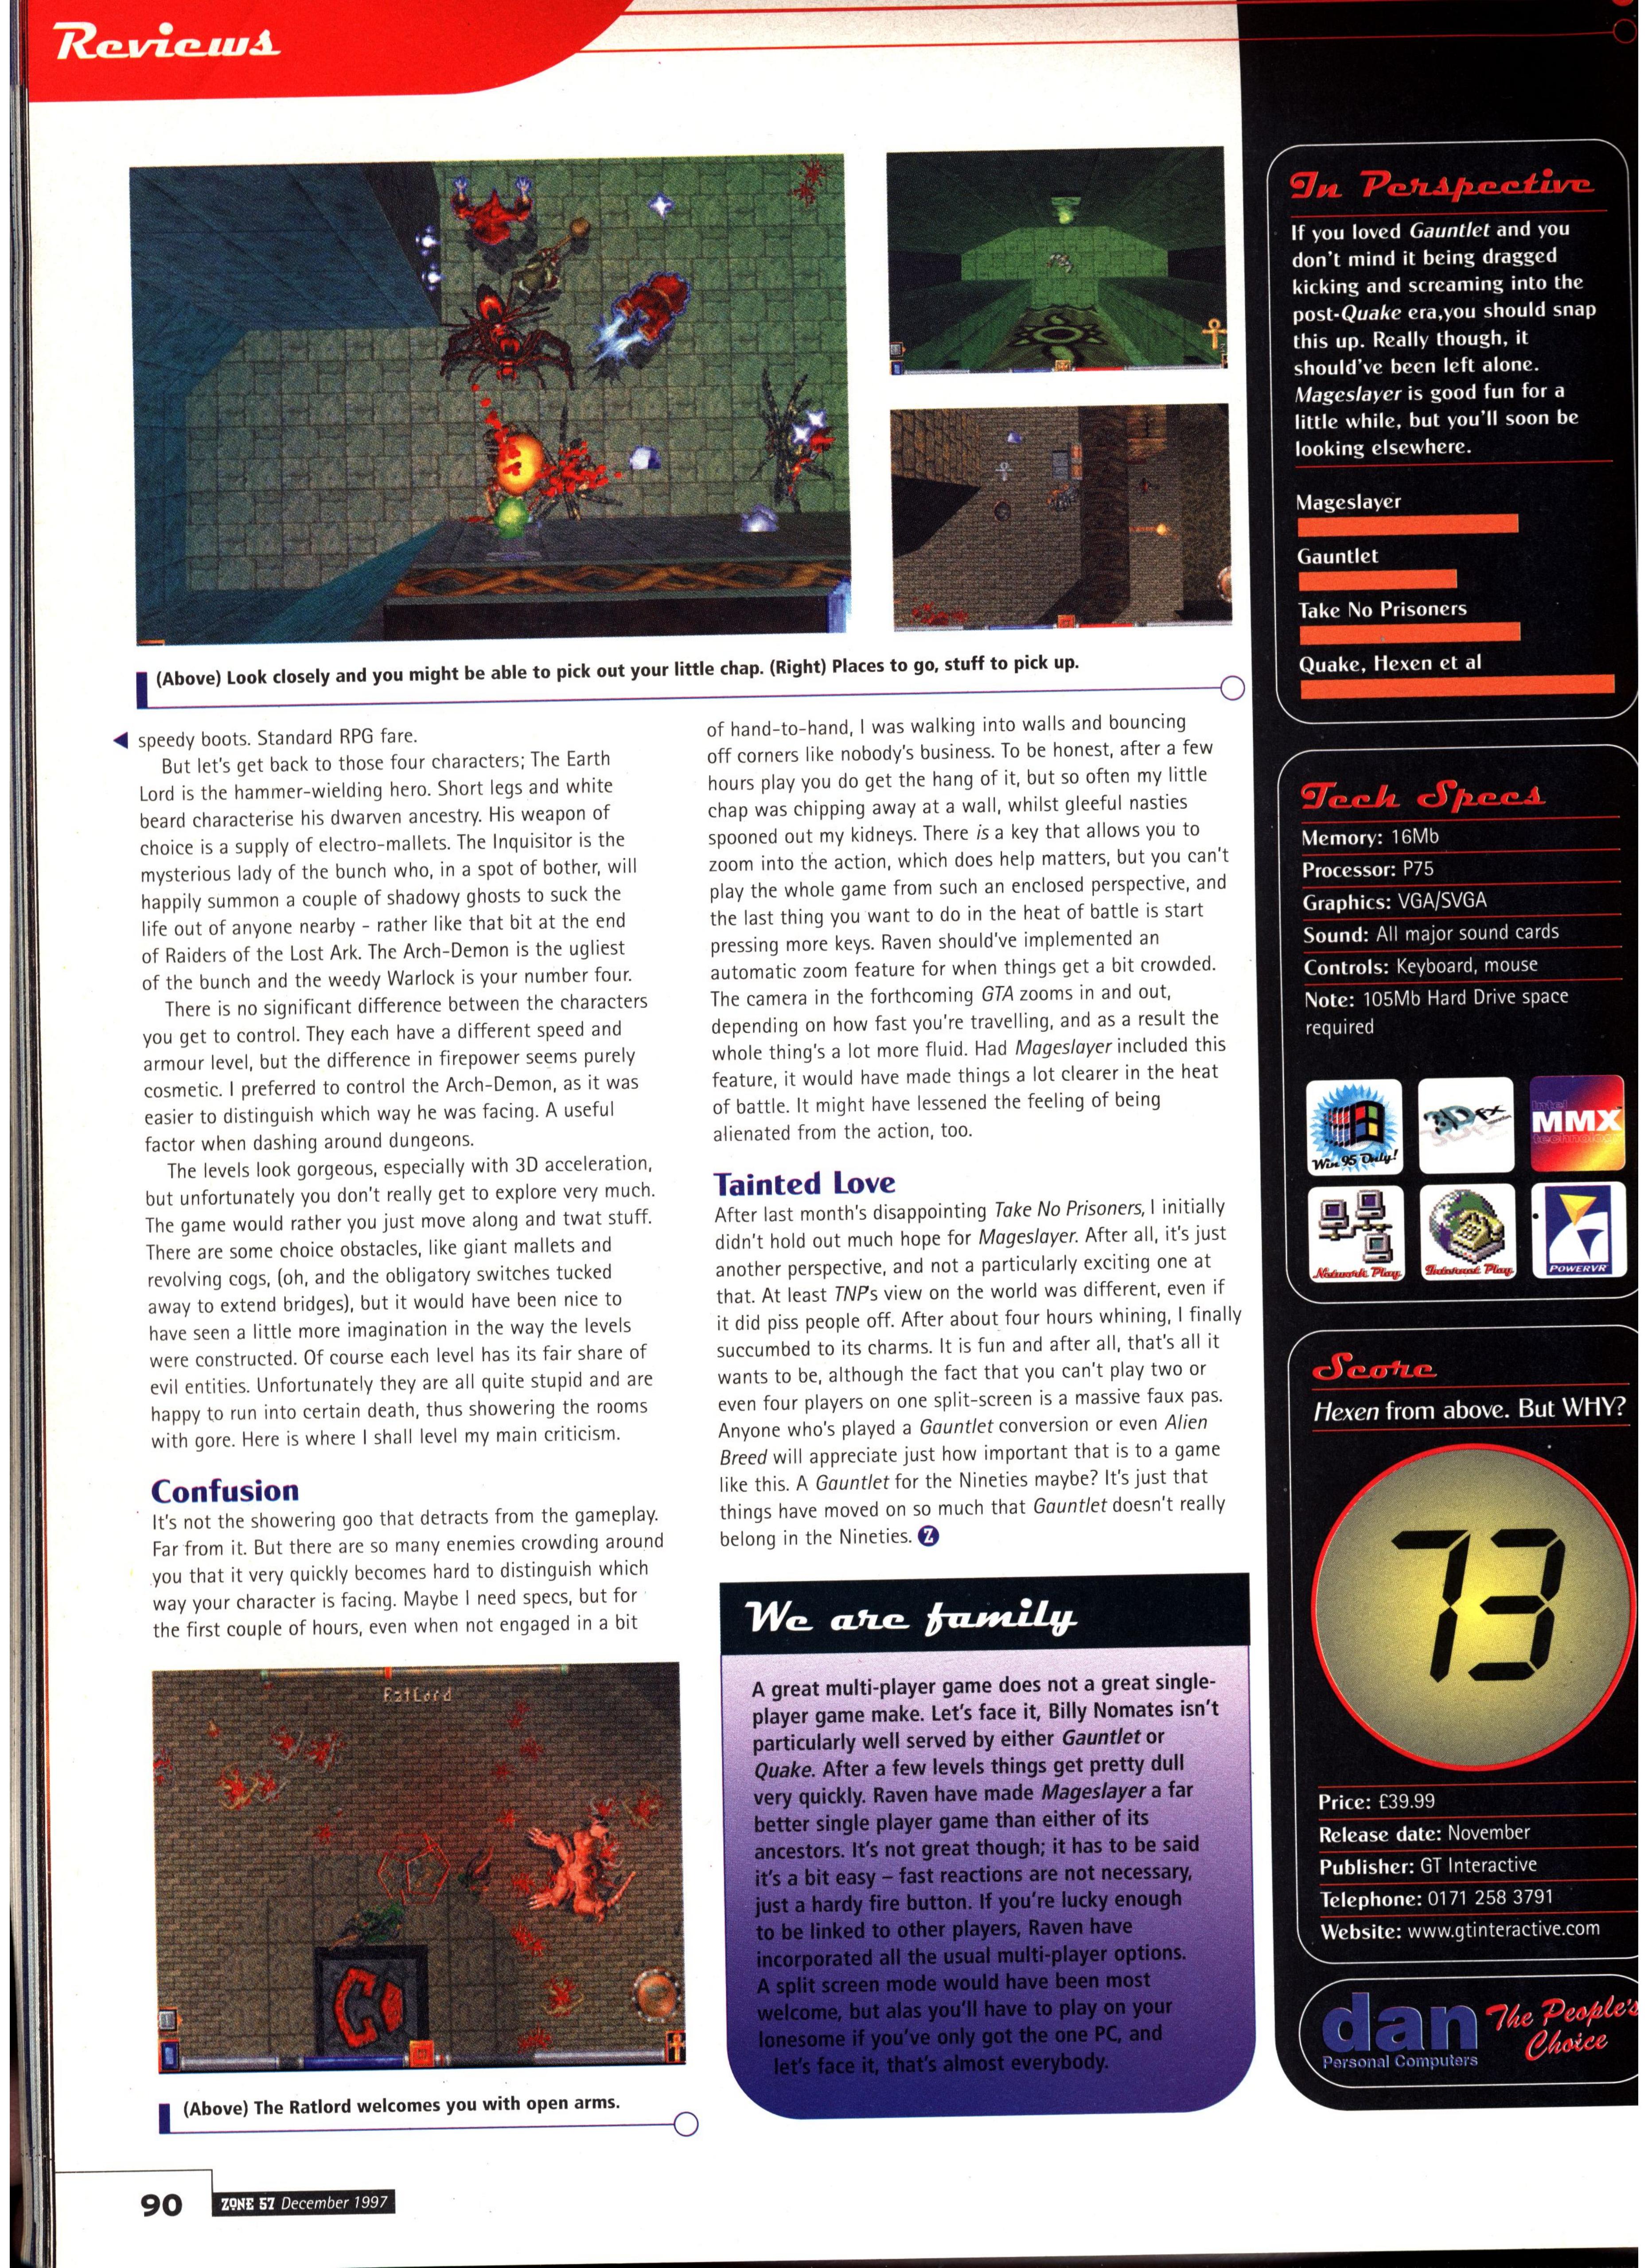 Reviews
(Above) Look closely and you might be able to pick out your little chap. (Right) Places to go, stuff to pick up.
speedy boots. Standard RPG fare.
But let's get back to those four characters; The Earth
Lord is the hammer-wielding hero. Short legs and white
beard characterise his dwarven ancestry. His weapon of
choice is a supply of electro-mallets. The Inquisitor is the
mysterious lady of the bunch who, in a spot of bother, will
happily summon a couple of shadowy ghosts to suck the
life out of anyone nearby - rather like that bit at the end
of Raiders of the Lost Ark. The Arch-Demon is the ugliest
of the bunch and the weedy Warlock is your number four.
There is no significant difference between the characters
you get to control. They each have a different speed and
armour level, but the difference in firepower seems purely
cosmetic. I preferred to control the Arch-Demon, as it was
easier to distinguish which way he was facing. A useful
factor when dashing around dungeons.
The levels look gorgeous, especially with 3D acceleration,
but unfortunately you don't really get to explore very much.
The game would rather you just move along and twat stuff.
There are some choice obstacles, like giant mallets and
revolving cogs, (oh, and the obligatory switches tucked
away to extend bridges), but it would have been nice to
have seen a little more imagination in the way the levels
were constructed. Of course each level has its fair share of
evil entities. Unfortunately they are all quite stupid and are
happy to run into certain death, thus showering the rooms
with gore. Here is where I shall level my main criticism.
Confusion
It's not the showering goo that detracts from the gameplay.
Far from it. But there are so many enemies crowding around
you that it very quickly becomes hard to distinguish which
way your character is facing. Maybe I need specs, but for
the first couple of hours, even when not engaged in a bit
RatLord
(Above) The Ratlord welcomes you with open arms.
of hand-to-hand, I was walking into walls and bouncing
off corners like nobody's business. To be honest, after a few
hours play you do get the hang of it, but so often my little
chap was chipping away at a wall, whilst gleeful nasties
spooned out my kidneys. There is a key that allows you to
zoom into the action, which does help matters, but you can't
play the whole game from such an enclosed perspective, and
the last thing you want to do in the heat of battle is start
pressing more keys. Raven should've implemented an
automatic zoom feature for when things get a bit crowded.
The camera in the forthcoming GTA zooms in and out,
depending on how fast you're travelling, and as a result the
whole thing's a lot more fluid. Had Mageslayer included this
feature, it would have made things a lot clearer in the heat
of battle. It might have lessened the feeling of being
alienated from the action, too.
Tainted Love
After last month's disappointing Take No Prisoners, I initially
didn't hold out much hope for Mageslayer. After all, it's just
another perspective, and not a particularly exciting one at
that. At least TNP's view on the world was different, even if
it did piss people off. After about four hours whining, I finally
succumbed to its charms. It is fun and after all, that's all it
wants to be, although the fact that you can't play two or
even four players on one split-screen is a massive faux pas.
Anyone who's played a Gauntlet conversion or even Alien
Breed will appreciate just how important that is to a game
like this. A Gauntlet for the Nineties maybe? It's just that
things have moved on so much that Gauntlet doesn't really
belong in the Nineties. Z
We are family
A great multi-player game does not a great single-
player game make. Let's face it, Billy Nomates isn't
particularly well served by either Gauntlet or
Quake. After a few levels things get pretty dull
very quickly. Raven have made Mageslayer a far
better single player game than either of its
ancestors. It's not great though; it has to be said
it's a bit easy – fast reactions are not necessary,
just a hardy fire button. If you're lucky enough
to be linked to other players, Raven have
incorporated all the usual multi-player options.
A split screen mode would have been most
welcome, but alas you'll have to play on your
lonesome if you've only got the one PC, and
let's face it, that's almost everybody.
In Perspective
If you loved Gauntlet and you
don't mind it being dragged
kicking and screaming into the
post-Quake era,you should snap
this up. Really though, it
should've been left alone.
Mageslayer is good fun for a
little while, but you'll soon be
looking elsewhere.
Mageslayer
Gauntlet
Take No Prisoners
Quake, Hexen et al
Tech Specs
Memory: 16Mb
Processor: P75
Graphics: VGA/SVGA
Sound: All major sound cards
Controls: Keyboard, mouse
Note: 105Mb Hard Drive space
required
Win 95 Only!
3Dfx
intel
MMX
technology
Network Play
Internet Play
POWERVR
Score
Hexen from above. But WHY?
73
Price: £39.99
Release date: November
Publisher: GT Interactive
Telephone: 0171 258 3791
Website: www.gtinteractive.com
dan
Personal Computers
The People's
Choice
90
ZONE 57 December 1997